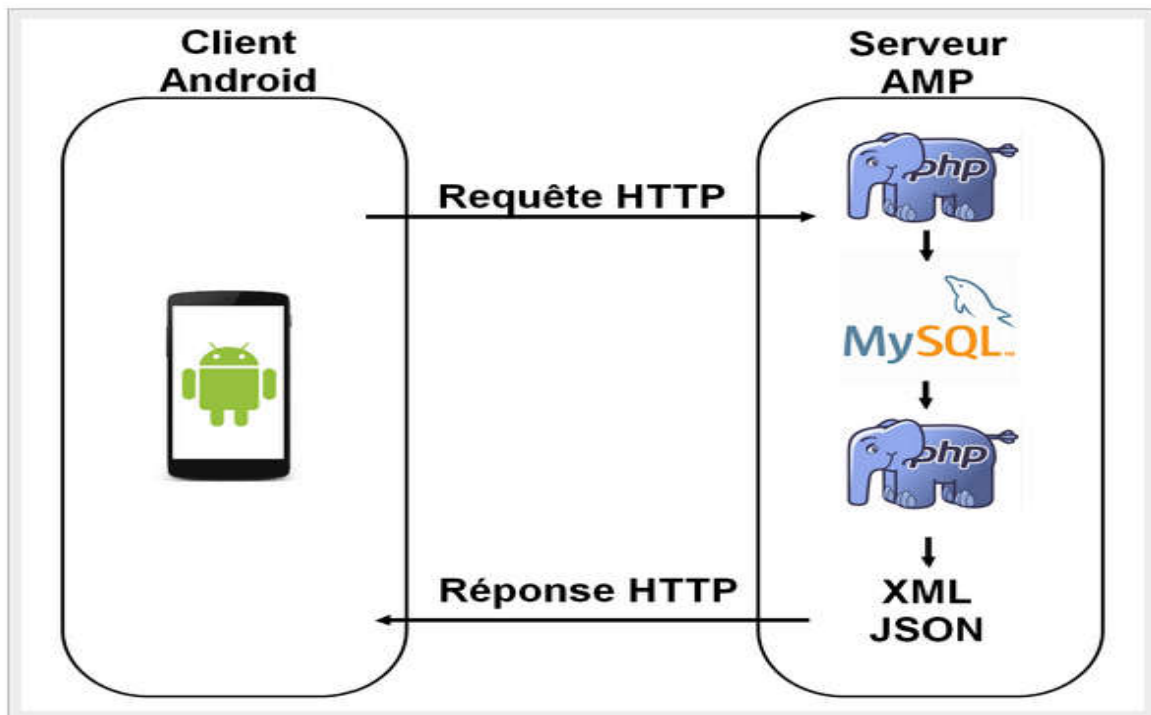 Client
Android
Serveur
AMP
php
Requête HTTP
MySQL
php
Réponse HTTP
XML
JSON